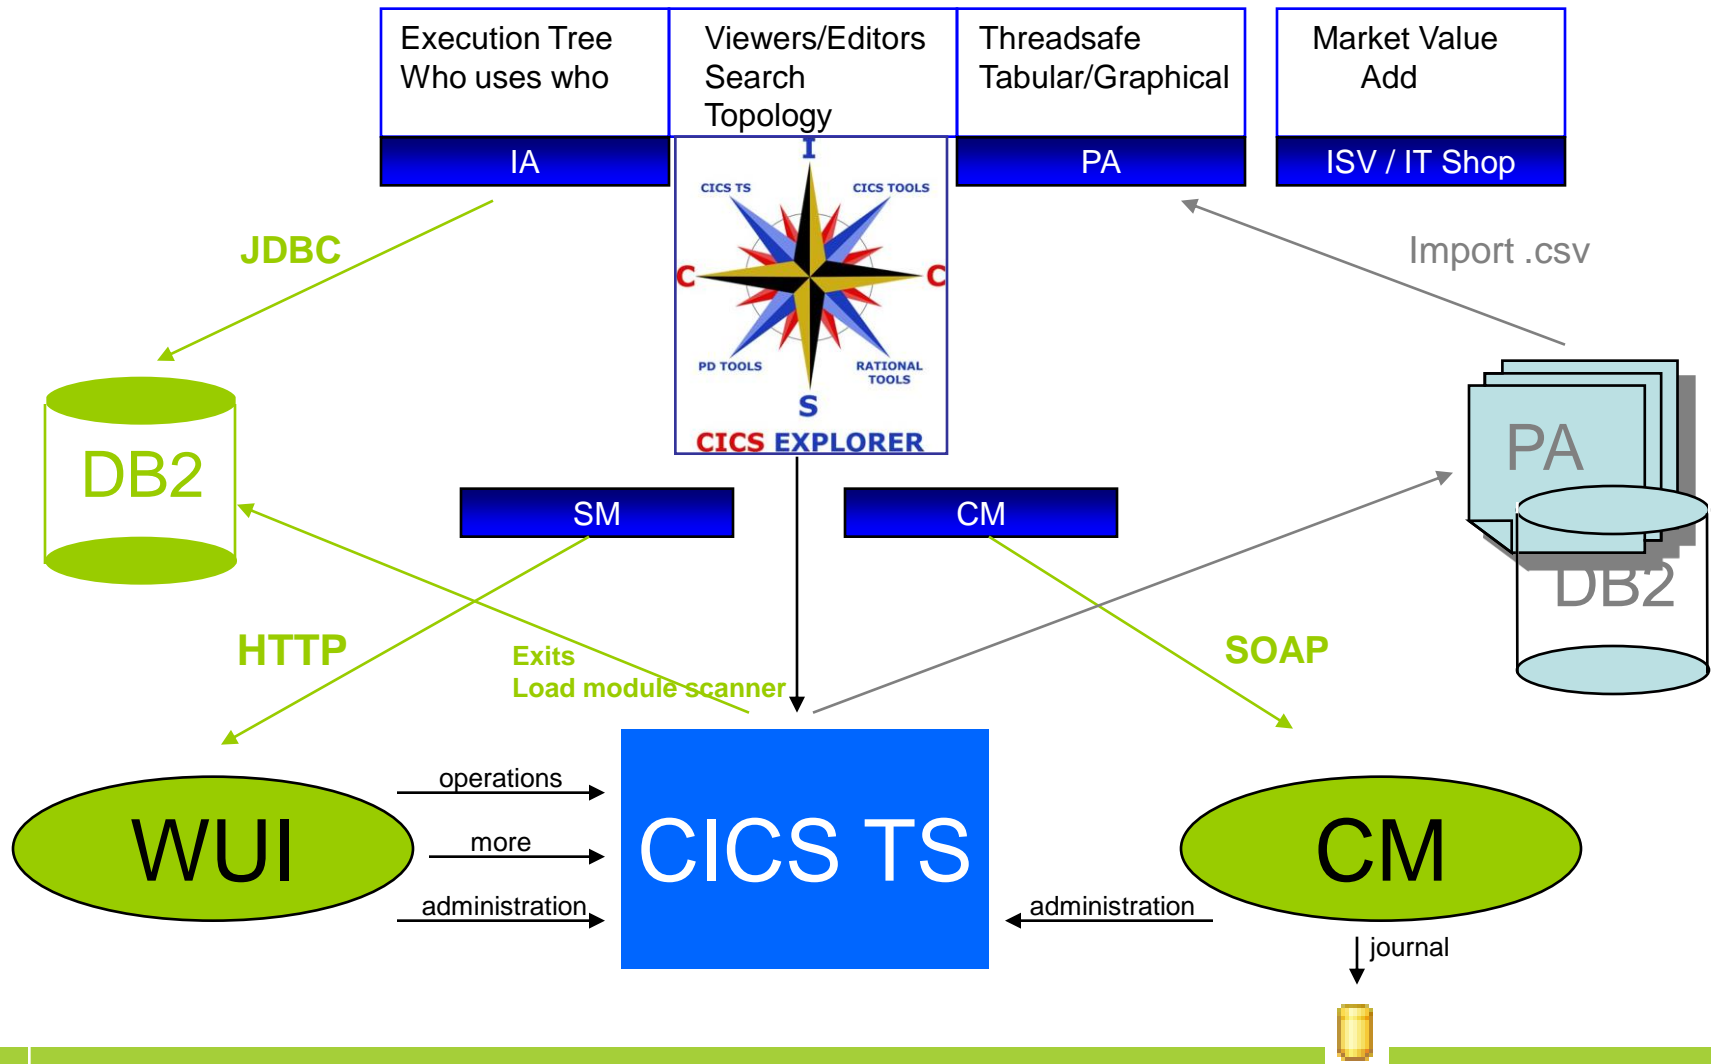 Execution Tree
Who uses who
Viewers/Editors
Search
Topology
Threadsafe
Tabular/Graphical
Market Value
Add
IA
PA
ISV / IT Shop
I
CICS TS
CICS TOOLS
C
C
PD TOOLS
RATIONAL
TOOLS
S
CICS EXPLORER
JDBC
Import .csv
DB2
PA
DB2
SM
CM
HTTP
Exits
Load module scanner
SOAP
WUI
operations
more
administration
CICS TS
administration
CM
journal